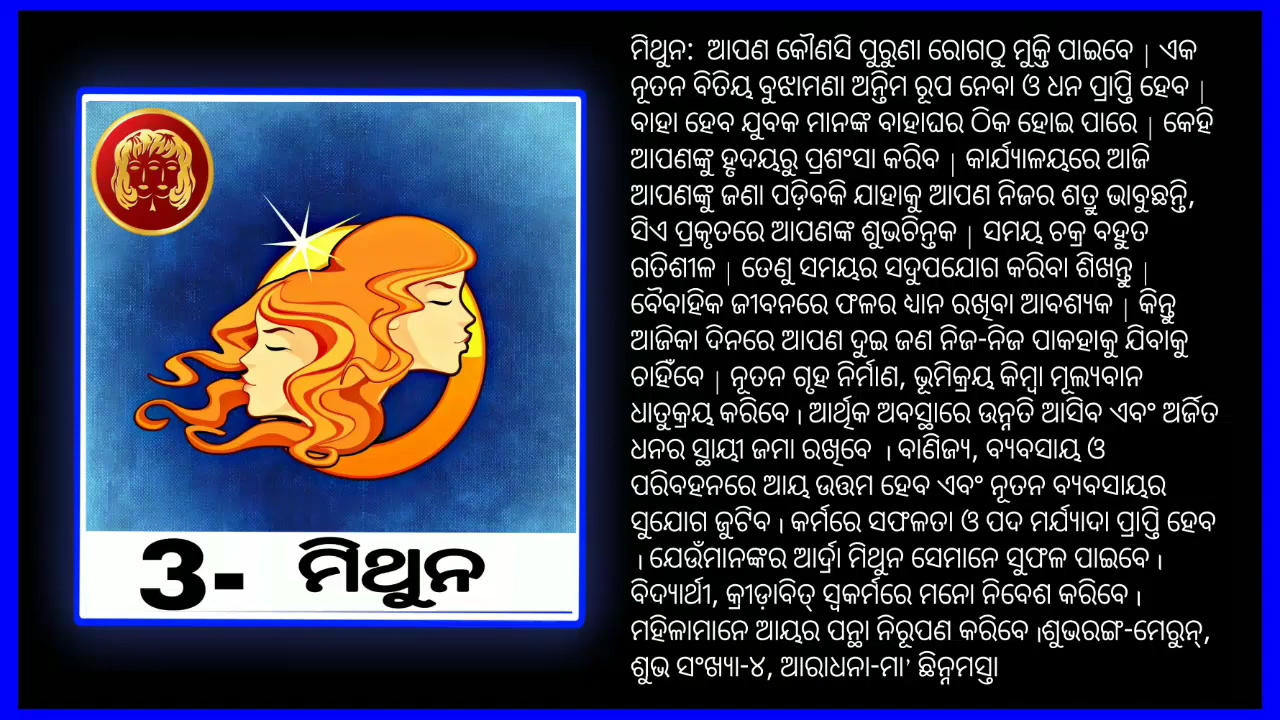 3- ମିଥୁନ
ମିଥୁନ: ଆପଣ କୌଣସି ପୁରୁଣା ରୋଗଠୁ ମୁକ୍ତି ପାଇବେ | ଏକ
ନୂତନ ବିତିୟ ବୁଝାମଣା ଅନ୍ତିମ ରୂପ ନେବା ଓ ଧନ ପ୍ରାପ୍ତି ହେବ |
ବାହା ହେବ ଯୁବକ ମାନଙ୍କ ବାହାଘର ଠିକ ହୋଇ ପାରେ | କେହି
ଆପଣଙ୍କୁ ହୃଦୟରୁ ପ୍ରଶଂସା କରିବ | କାର୍ଯ୍ୟାଳୟରେ ଆଜି
ଆପଣଙ୍କୁ ଜଣା ପଡ଼ିବକି ଯାହାକୁ ଆପଣ ନିଜର ଶତ୍ରୁ ଭାବୁଛନ୍ତି,
ସିଏ ପ୍ରକୃତରେ ଆପଣଙ୍କ ଶୁଭଚିନ୍ତକ | ସମୟ ଚକ୍ର ବହୁତ
ଗତିଶୀଳ | ତେଣୁ ସମୟର ସଦୁପଯୋଗ କରିବା ଶିଖନ୍ତୁ |
ବୈବାହିକ ଜୀବନରେ ଫଳର ଧ୍ୟାନ ରଖିବା ଆବଶ୍ୟକ | କିନ୍ତୁ
ଆଜିକା ଦିନରେ ଆପଣ ଦୁଇ ଜଣ ନିଜ-ନିଜ ପାକହାକୁ ଯିବାକୁ
ଚାହିଁବେ | ନୂତନ ଗୃହ ନିର୍ମାଣ, ଭୂମିକ୍ରୟ କିମ୍ବା ମୂଲ୍ୟବାନ
ଧାତୁକ୍ରୟ କରିବେ। ଆର୍ଥିକ ଅବସ୍ଥାରେ ଉନ୍ନତି ଆସିବ ଏବଂ ଅର୍ଜିତ
ଧନର ସ୍ଥାୟୀ ଜମା ରଖିବେ । ବାଣିଜ୍ୟ, ବ୍ୟବସାୟ ଓ
ପରିବହନରେ ଆୟ ଉତ୍ତମ ହେବ ଏବଂ ନୂତନ ବ୍ୟବସାୟର
ସୁଯୋଗ ଜୁଟିବ। କର୍ମରେ ସଫଳତା ଓ ପଦ ମର୍ଯ୍ୟାଦା ପ୍ରାପ୍ତି ହେବ
। ଯେଉଁମାନଙ୍କର ଆର୍ଦ୍ରା ମିଥୁନ ସେମାନେ ସୁଫଳ ପାଇବେ।
ବିଦ୍ୟାର୍ଥୀ, କ୍ରୀଡ଼ାବିତ୍ ସ୍ୱକର୍ମରେ ମନୋ ନିବେଶ କରିବେ।
ମହିଳାମାନେ ଆୟର ପନ୍ଥା ନିରୂପଣ କରିବେ।ଶୁଭରଙ୍ଗ-ମେରୁନ୍,
ଶୁଭ ସଂଖ୍ୟା-୪, ଆରାଧନା-ମା' ଛିନ୍ନମସ୍ତା